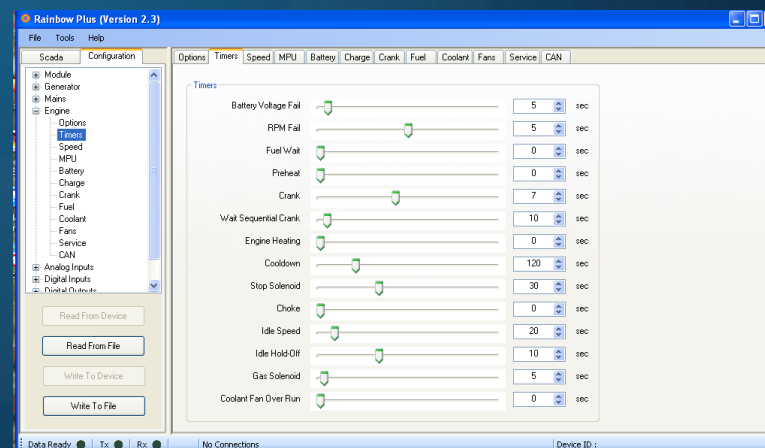 Rainbow Plus (Version 2.3)
File Tools Help
Scada Configuration
Options Timers Speed MPU Battery Charge Crank Fuel Coolant Fans Service CAN
Module
Generator
Mains
Engine
Options
Timers
Speed
MPU
Battery
Charge
Crank
Fuel
Coolant
Fans
Service
CAN
Analog Inputs
Digital Inputs
Digital Outputs
Read From Device
Read From File
Write To Device
Write To File
Timers
Battery Voltage Fail 5 sec
RPM Fail 5 sec
Fuel Wait 0 sec
Preheat 0 sec
Crank 7 sec
Wait Sequential Crank 10 sec
Engine Heating 0 sec
Cooldown 120 sec
Stop Solenoid 30 sec
Choke 0 sec
Idle Speed 20 sec
Idle Hold-Off 10 sec
Gas Solenoid 5 sec
Coolant Fan Over Run 0 sec
Data Ready Tx Rx No Connections Device ID :